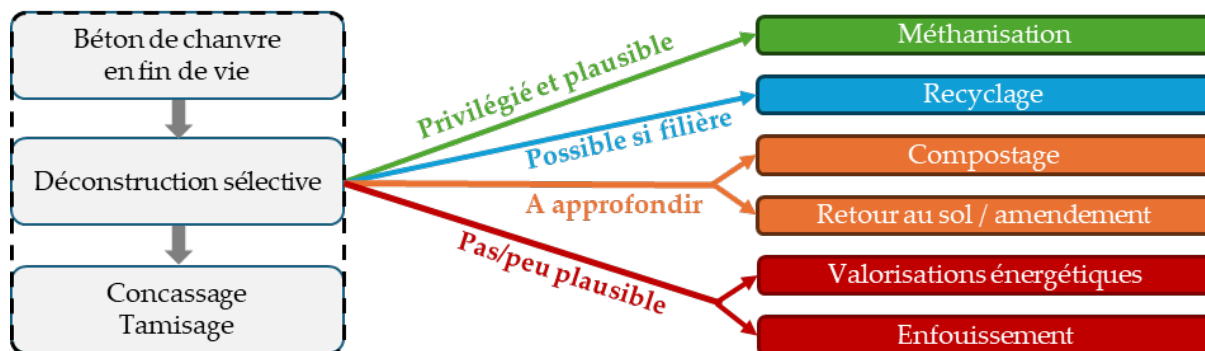 Béton de chanvre
en fin de vie
Déconstruction sélective
Concassage
Tamisage
Privilégié et plausible
Possible si filière
A approfondir
Pas/peu plausible
Méthanisation
Recyclage
Compostage
Retour au sol / amendement
Valorisations énergétiques
Enfouissement